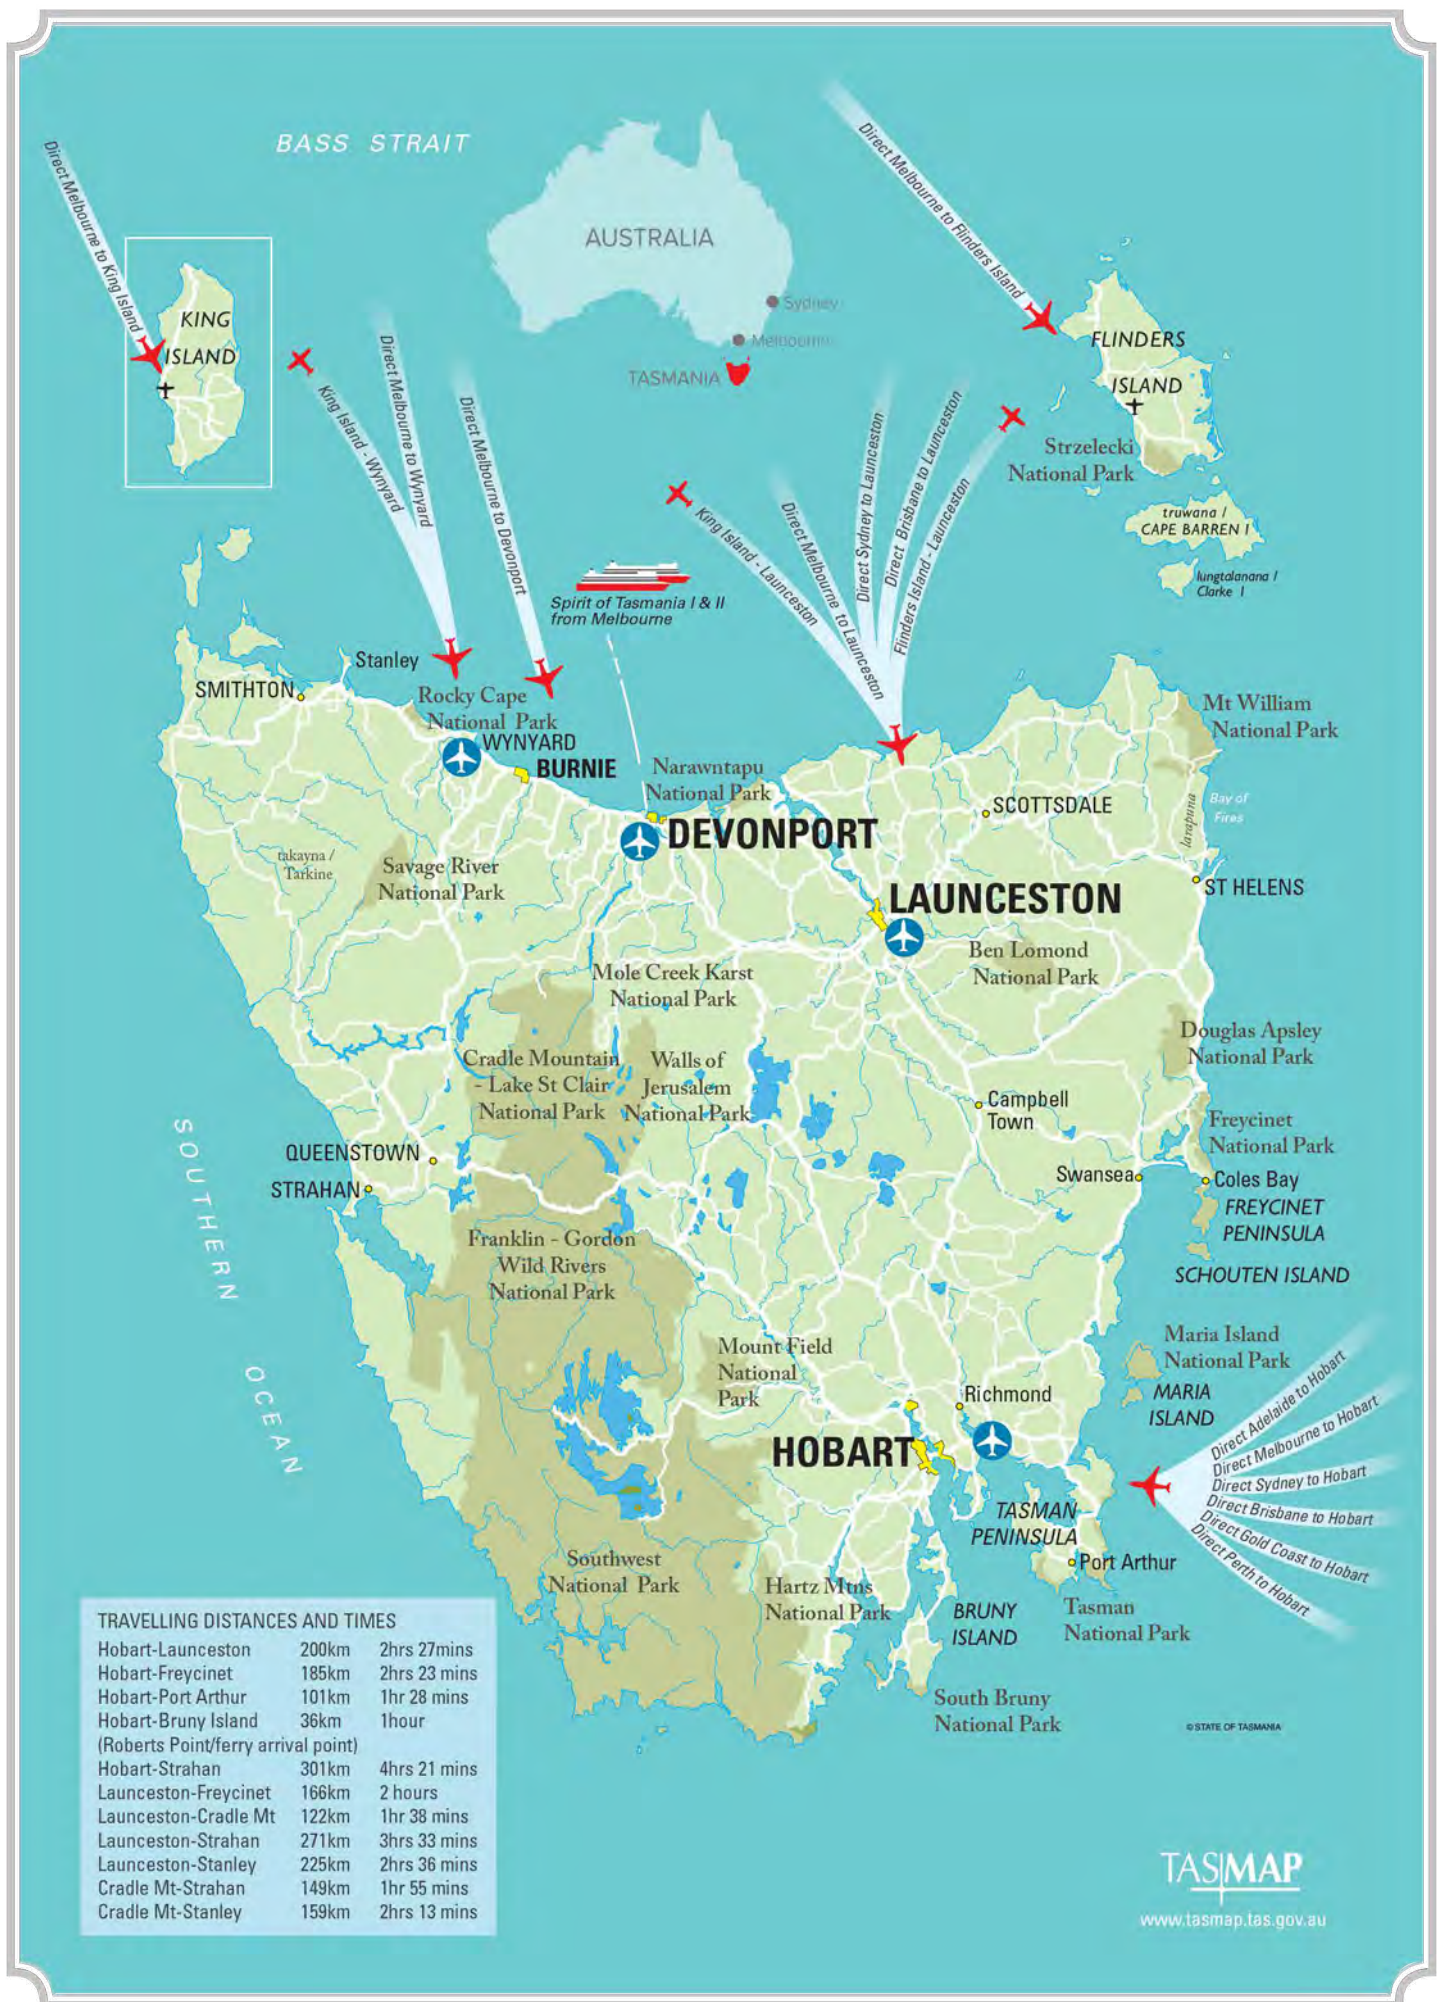 BASS STRAIT
Direct Melbourne to King Island
KING
ISLAND
AUSTRALIA
Sydney
Melbourne
TASMANIA
Direct Melbourne to Flinders Island
FLINDERS
ISLAND
Strzelecki
National Park
truwana /
CAPE BARREN I
lungtalanana /
Clarke I
King Island - Wynyard
Direct Melbourne to Wynyard
Direct Melbourne to Devonport
Spirit of Tasmania I & II
from Melbourne
King Island - Launceston
Direct Melbourne to Launceston
Direct Sydney to Launceston
Direct Brisbane to Launceston
Flinders Island - Launceston
Stanley
SMITHTON
Rocky Cape
National Park
WYNYARD
BURNIE
Narawntapu
National Park
DEVONPORT
Mt William
National Park
SCOTTSDALE
larapuna
Bay of
Fires
takayna /
Tarkine
Savage River
National Park
ST HELENS
LAUNCESTON
Ben Lomond
National Park
Mole Creek Karst
National Park
Cradle Mountain
- Lake St Clair
National Park
Walls of
Jerusalem
National Park
Douglas Apsley
National Park
Campbell
Town
Freycinet
National Park
QUEENSTOWN
STRAHAN
Swansea
Coles Bay
FREYCINET
PENINSULA
SCHOUTEN ISLAND
SOUTHERN OCEAN
Franklin - Gordon
Wild Rivers
National Park
Mount Field
National
Park
Maria Island
National Park
MARIA
ISLAND
Richmond
HOBART
Direct Adelaide to Hobart
Direct Melbourne to Hobart
Direct Sydney to Hobart
Direct Brisbane to Hobart
Direct Gold Coast to Hobart
Direct Perth to Hobart
TASMAN
PENINSULA
Port Arthur
Southwest
National Park
Hartz Mtns
National Park
BRUNY
ISLAND
Tasman
National Park
South Bruny
National Park
© STATE OF TASMANIA
TRAVELLING DISTANCES AND TIMES
Hobart-Launceston 200km 2hrs 27mins
Hobart-Freycinet 185km 2hrs 23 mins
Hobart-Port Arthur 101km 1hr 28 mins
Hobart-Bruny Island 36km 1hour
(Roberts Point/ferry arrival point)
Hobart-Strahan 301km 4hrs 21 mins
Launceston-Freycinet 166km 2 hours
Launceston-Cradle Mt 122km 1hr 38 mins
Launceston-Strahan 271km 3hrs 33 mins
Launceston-Stanley 225km 2hrs 36 mins
Cradle Mt-Strahan 149km 1hr 55 mins
Cradle Mt-Stanley 159km 2hrs 13 mins
TASMAP
www.tasmap.tas.gov.au